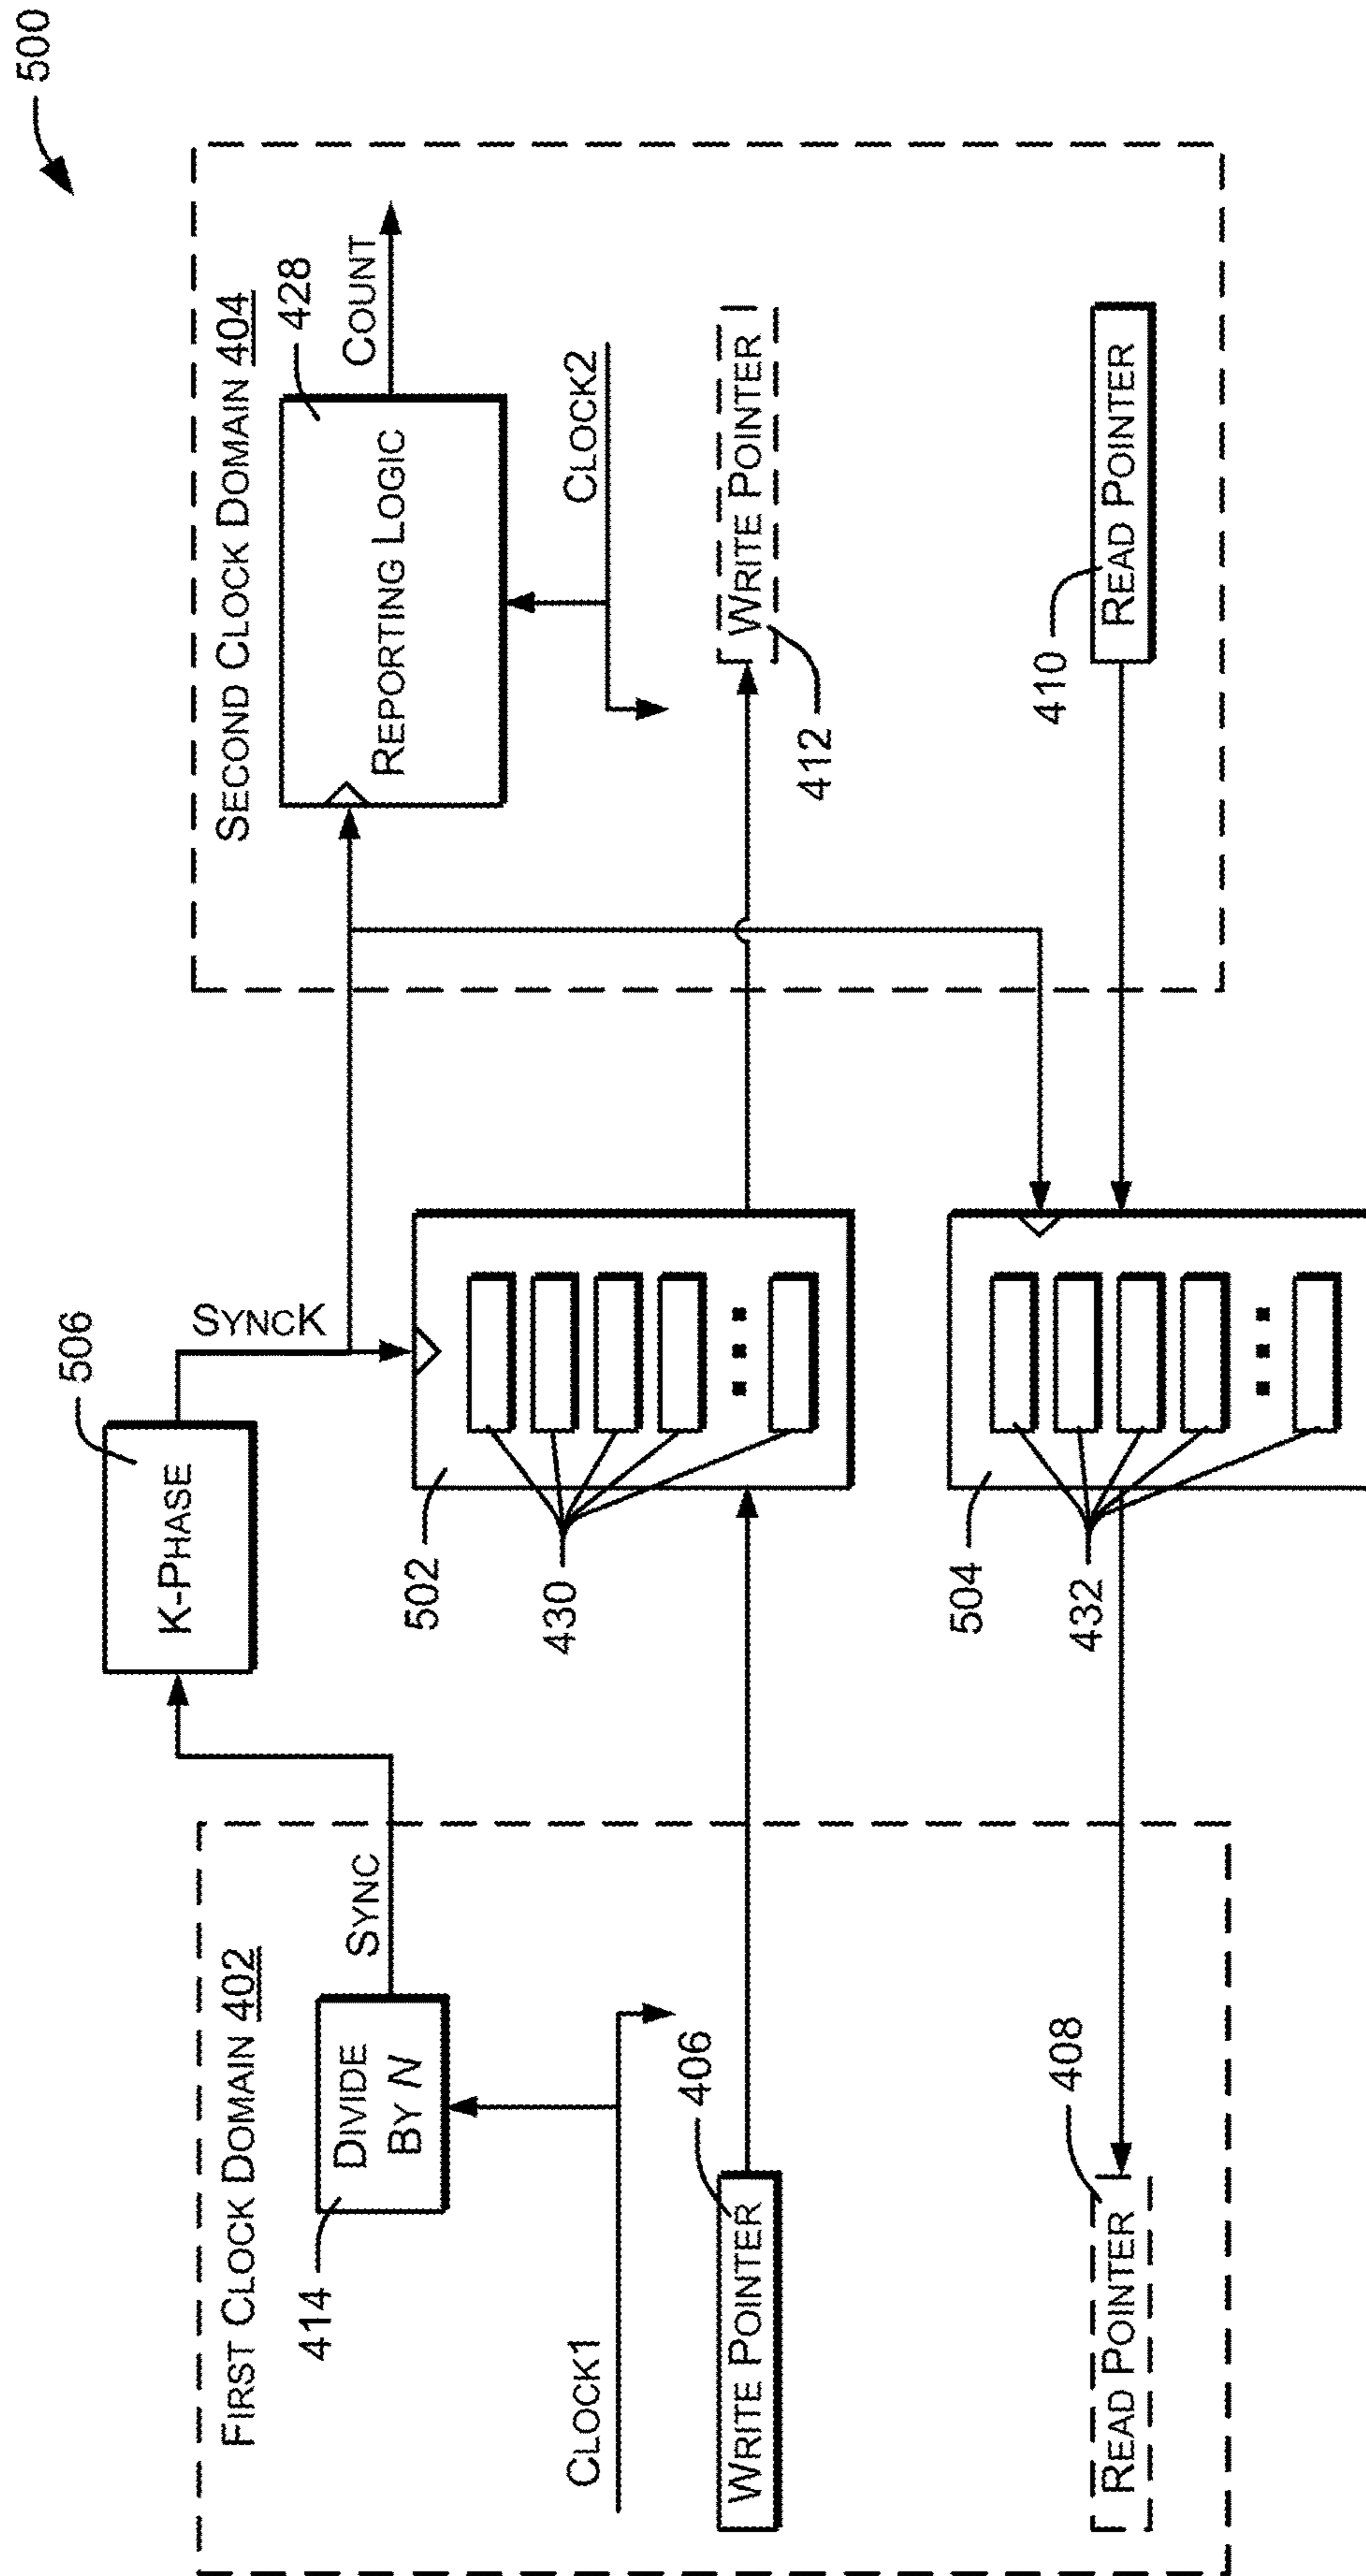 500
FIRST CLOCK DOMAIN 402
SECOND CLOCK DOMAIN 404
506
K-PHASE
SYNC
SYNCK
414
DIVIDE
BY N
428
REPORTING LOGIC
COUNT
CLOCK1
CLOCK2
502
430
406
WRITE POINTER
WRITE POINTER
412
504
432
408
READ POINTER
410
READ POINTER